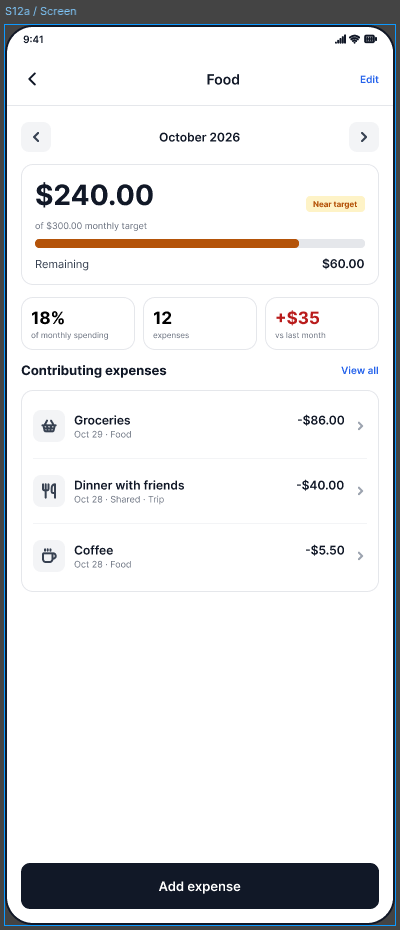 S12a / Screen
9:41
Food
Edit
October 2026
$240.00
Near target
of $300.00 monthly target
Remaining
$60.00
18%
of monthly spending
12
expenses
+$35
vs last month
Contributing expenses
View all
Groceries
-$86.00
Oct 29 · Food
Dinner with friends
-$40.00
Oct 28 · Shared · Trip
Coffee
-$5.50
Oct 28 · Food
Add expense